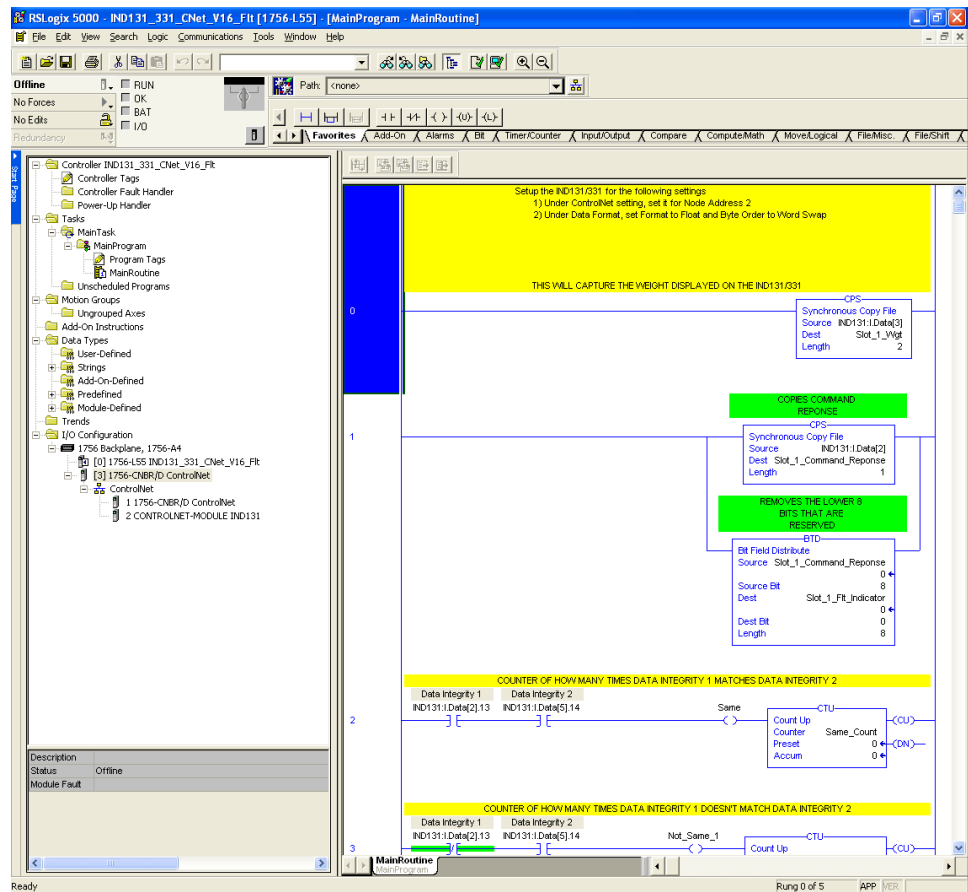 RSLogix 5000 - IND131_331_CNet_V16_Flt [1756-L55] - [MainProgram - MainRoutine]
File Edit View Search Logic Communications Tools Window Help
Offline
RUN
No Forces
OK
No Edits
BAT
Redundancy
I/O
Path: <none>
Favorites Add-On Alarms Bit Timer/Counter Input/Output Compare Compute/Math Move/Logical File/Misc. File/Shift
Start Page
Controller IND131_331_CNet_V16_Flt
Controller Tags
Controller Fault Handler
Power-Up Handler
Tasks
MainTask
MainProgram
Program Tags
MainRoutine
Unscheduled Programs
Motion Groups
Ungrouped Axes
Add-On Instructions
Data Types
User-Defined
Strings
Add-On-Defined
Predefined
Module-Defined
Trends
I/O Configuration
1756 Backplane, 1756-A4
[0] 1756-L55 IND131_331_CNet_V16_Flt
[3] 1756-CNBR/D ControlNet
ControlNet
1 1756-CNBR/D ControlNet
2 CONTROLNET-MODULE IND131
Description
Status Offline
Module Fault
Setup the IND131/331 for the following settings
1) Under ControlNet setting, set it for Node Address 2
2) Under Data Format, set Format to Float and Byte Order to Word Swap
THIS WILL CAPTURE THE WEIGHT DISPLAYED ON THE IND131/331
0
CPS
Synchronous Copy File
Source IND131:I.Data[3]
Dest Slot_1_Wgt
Length 2
COPIES COMMAND
REPONSE
1
CPS
Synchronous Copy File
Source IND131:I.Data[2]
Dest Slot_1_Command_Reponse
Length 1
REMOVES THE LOWER 8
BITS THAT ARE
RESERVED
BTD
Bit Field Distribute
Source Slot_1_Command_Reponse
0
Source Bit 8
Dest Slot_1_Flt_Indicator
0
Dest Bit 0
Length 8
COUNTER OF HOW MANY TIMES DATA INTEGRITY 1 MATCHES DATA INTEGRITY 2
Data Integrity 1 Data Integrity 2
IND131:I.Data[2].13 IND131:I.Data[5].14 Same
2
CTU
Count Up
Counter Same_Count
Preset 0
Accum 0
CU
DN
COUNTER OF HOW MANY TIMES DATA INTEGRITY 1 DOESN'T MATCH DATA INTEGRITY 2
Data Integrity 1 Data Integrity 2
IND131:I.Data[2].13 IND131:I.Data[5].14 Not_Same_1
3
CTU
Count Up
CU
MainRoutine
MainProgram
Ready
Rung 0 of 5 APP VER